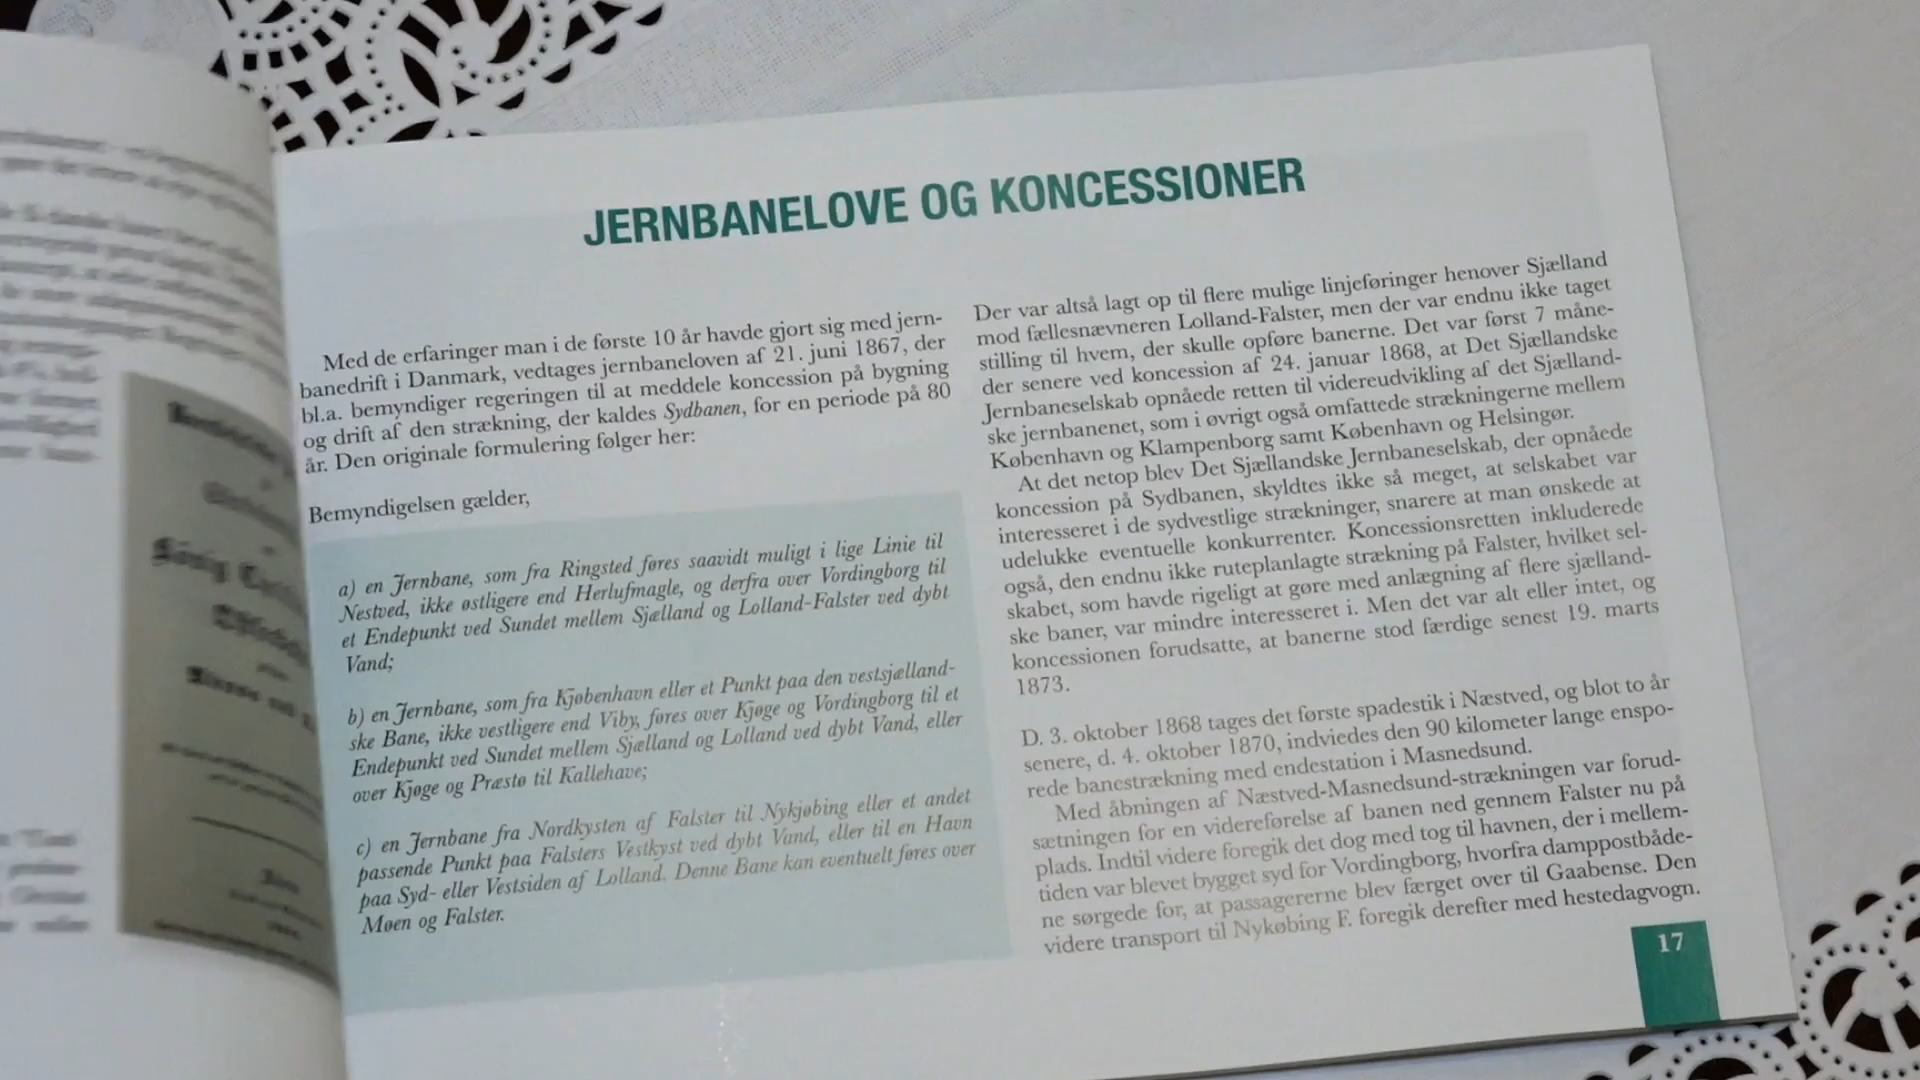 JERNBANELOVE OG KONCESSIONER
Med de erfaringer man i de første 10 år havde gjort sig med jern-
banedrift i Danmark, vedtages jernbaneloven af 21. juni 1867, der
bl.a. bemyndiger regeringen til at meddele koncession på bygning
og drift af den strækning, der kaldes Sydbanen, for en periode på 80
år. Den originale formulering følger her:
Bemyndigelsen gælder,
a) en Jernbane, som fra Ringsted føres saavidt muligt i lige Linie til
Nestved, ikke østligere end Herlufmagle, og derfra over Vordingborg til
et Endepunkt ved Sundet mellem Sjælland og Lolland-Falster ved dybt
Vand;
b) en Jernbane, som fra Kjøbenhavn eller et Punkt paa den vestsjælland-
ske Bane, ikke vestligere end Viby, føres over Kjøge og Vordingborg til et
Endepunkt ved Sundet mellem Sjælland og Lolland ved dybt Vand, eller
over Kjøge og Præstø til Kallehave;
c) en Jernbane fra Nordkysten af Falster til Nykjøbing eller et andet
passende Punkt paa Falsters Vestkyst ved dybt Vand, eller til en Havn
paa Syd- eller Vestsiden af Lolland. Denne Bane kan eventuelt føres over
Møen og Falster.
Der var altså lagt op til flere mulige linjeføringer henover Sjælland
mod fællesnævneren Lolland-Falster, men der var endnu ikke taget
stilling til hvem, der skulle opføre banerne. Det var først 7 måne-
der senere ved koncession af 24. januar 1868, at Det Sjællandske
Jernbaneselskab opnåede retten til videreudvikling af det Sjælland-
ske jernbanenet, som i øvrigt også omfattede strækningerne mellem
København og Klampenborg samt København og Helsingør.
At det netop blev Det Sjællandske Jernbaneselskab, der opnåede
koncession på Sydbanen, skyldtes ikke så meget, at selskabet var
interesseret i de sydvestlige strækninger, snarere at man ønskede at
udelukke eventuelle konkurrenter. Koncessionsretten inkluderede
også, den endnu ikke ruteplanlagte strækning på Falster, hvilket sel-
skabet, som havde rigeligt at gøre med anlægning af flere sjælland-
ske baner, var mindre interesseret i. Men det var alt eller intet, og
koncessionen forudsatte, at banerne stod færdige senest 19. marts
1873.
D. 3. oktober 1868 tages det første spadestik i Næstved, og blot to år
senere, d. 4. oktober 1870, indviedes den 90 kilometer lange enspo-
rede banestrækning med endestation i Masnedsund.
Med åbningen af Næstved-Masnedsund-strækningen var forud-
sætningen for en videreførelse af banen ned gennem Falster nu på
plads. Indtil videre foregik det dog med tog til havnen, der i mellem-
tiden var blevet bygget syd for Vordingborg, hvorfra damppostbåde-
ne sørgede for, at passagererne blev færget over til Gaabense. Den
videre transport til Nykøbing F. foregik derefter med hestedagvogn.
17